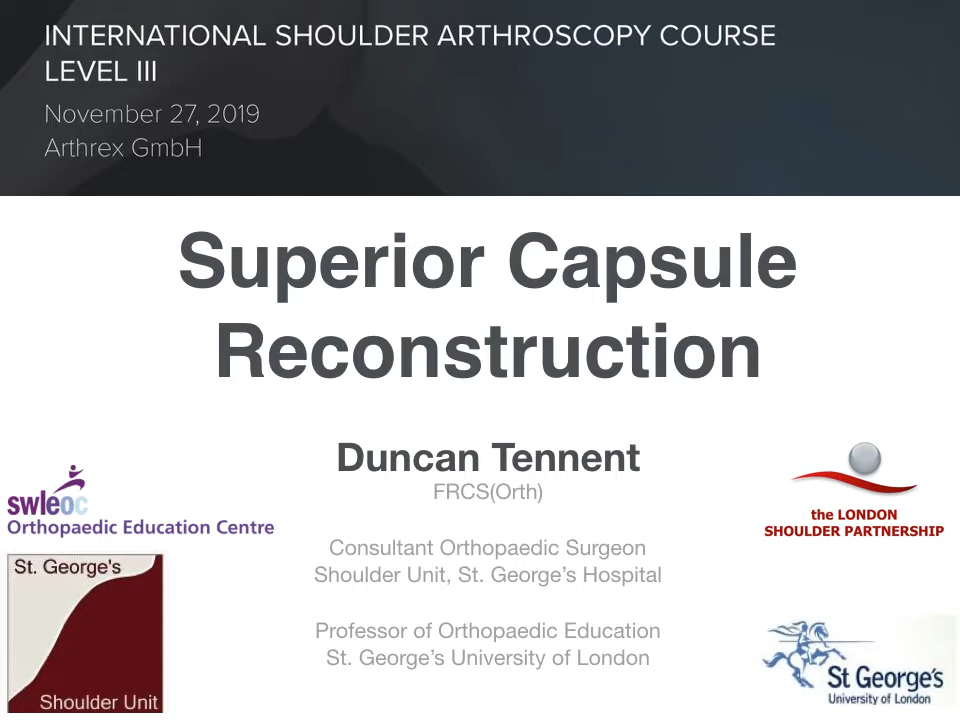 INTERNATIONAL SHOULDER ARTHROSCOPY COURSE
LEVEL III
November 27, 2019
Arthrex GmbH
Superior Capsule
Reconstruction
Duncan Tennent
FRCS(Orth)
Consultant Orthopaedic Surgeon
Shoulder Unit, St. George’s Hospital
Professor of Orthopaedic Education
St. George’s University of London
swleoc
Orthopaedic Education Centre
St. George's
Shoulder Unit
the LONDON
SHOULDER PARTNERSHIP
St George's
University of London